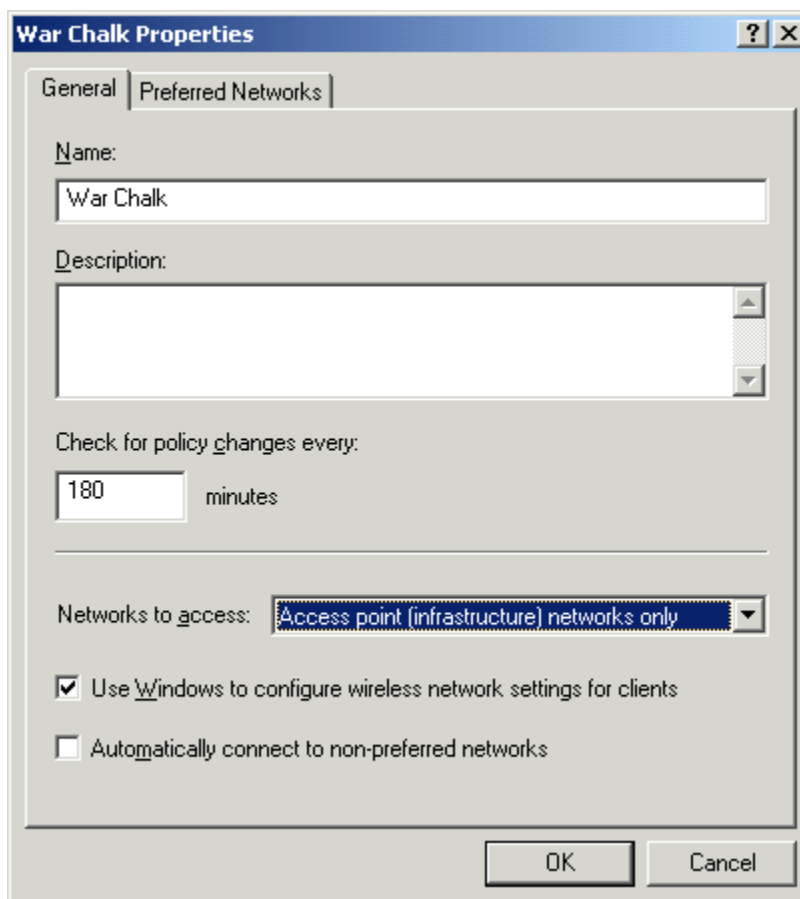 War Chalk Properties
General Preferred Networks
Name:
War Chalk
Description:
Check for policy changes every:
180 minutes
Networks to access: Access point (infrastructure) networks only
Use Windows to configure wireless network settings for clients
Automatically connect to non-preferred networks
OK Cancel